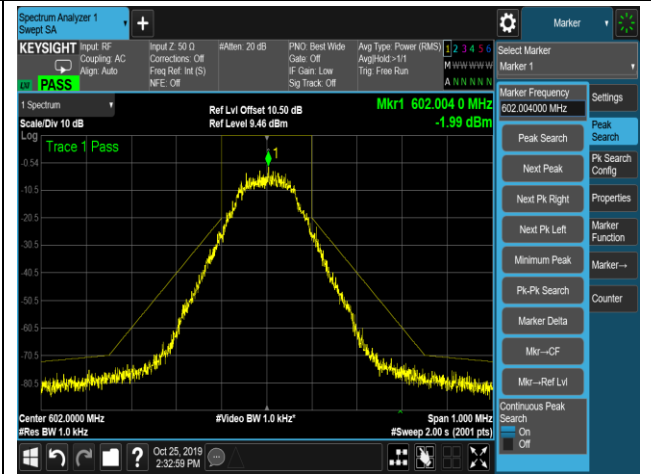 Spectrum Analyzer 1
Swept SA
+
Marker
KEYSIGHT
Input: RF
Coupling: AC
Align: Auto
Input Z: 50 Ω
Corrections: Off
Freq Ref: Int (S)
NFE: Off
#Atten: 20 dB
PNO: Best Wide
Gate: Off
IF Gain: Low
Sig Track: Off
Avg Type: Power (RMS)
Avg|Hold:>1/1
Trig: Free Run
1 2 3 4 5 6
M W W W W W
A N N N N N
PASS
Select Marker
Marker 1
1 Spectrum
Scale/Div 10 dB
Ref Lvl Offset 10.50 dB
Ref Level 9.46 dBm
Mkr1 602.004 0 MHz
-1.99 dBm
Log
Trace 1 Pass
1
-0.54
-10.5
-20.5
-30.5
-40.5
-50.5
-60.5
-70.5
-80.5
Center 602.0000 MHz
#Res BW 1.0 kHz
#Video BW 1.0 kHz*
Span 1.000 MHz
#Sweep 2.00 s (2001 pts)
Marker Frequency
602.004000 MHz
Peak Search
Next Peak
Next Pk Right
Next Pk Left
Minimum Peak
Pk-Pk Search
Marker Delta
Mkr→CF
Mkr→Ref Lvl
Continuous Peak
Search
On
Off
Settings
Peak
Search
Pk Search
Config
Properties
Marker
Function
Marker→
Counter
?
Oct 25, 2019
2:32:59 PM